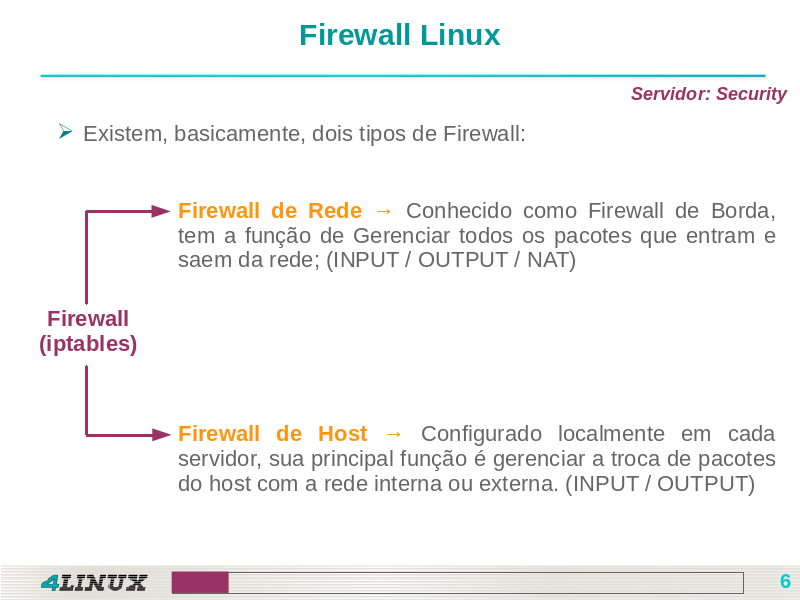 Firewall Linux
Servidor: Security
Existem, basicamente, dois tipos de Firewall:
Firewall de Rede → Conhecido como Firewall de Borda,
tem a função de Gerenciar todos os pacotes que entram e
saem da rede; (INPUT / OUTPUT / NAT)
Firewall
(iptables)
Firewall de Host → Configurado localmente em cada
servidor, sua principal função é gerenciar a troca de pacotes
do host com a rede interna ou externa. (INPUT / OUTPUT)
4LINUX
6